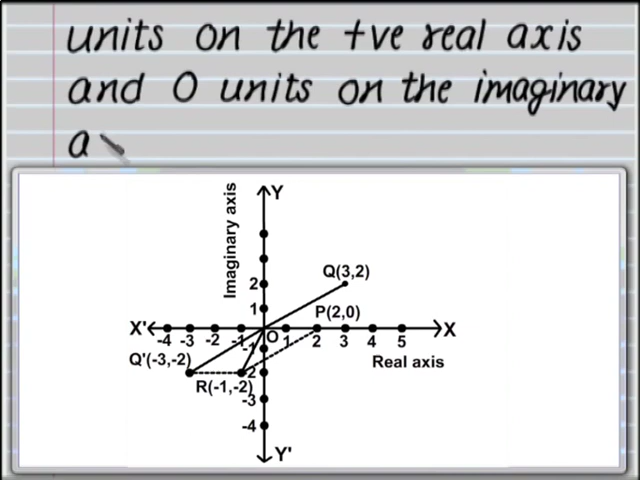 units on the +ve real axis
and 0 units on the imaginary
a
Y
Imaginary axis
Q(3,2)
2
1
P(2,0)
X'
-4 -3 -2 -1 O 1 2 3 4 5
X
-1
Real axis
Q'(-3,-2)
-2
R(-1,-2)
-3
-4
Y'